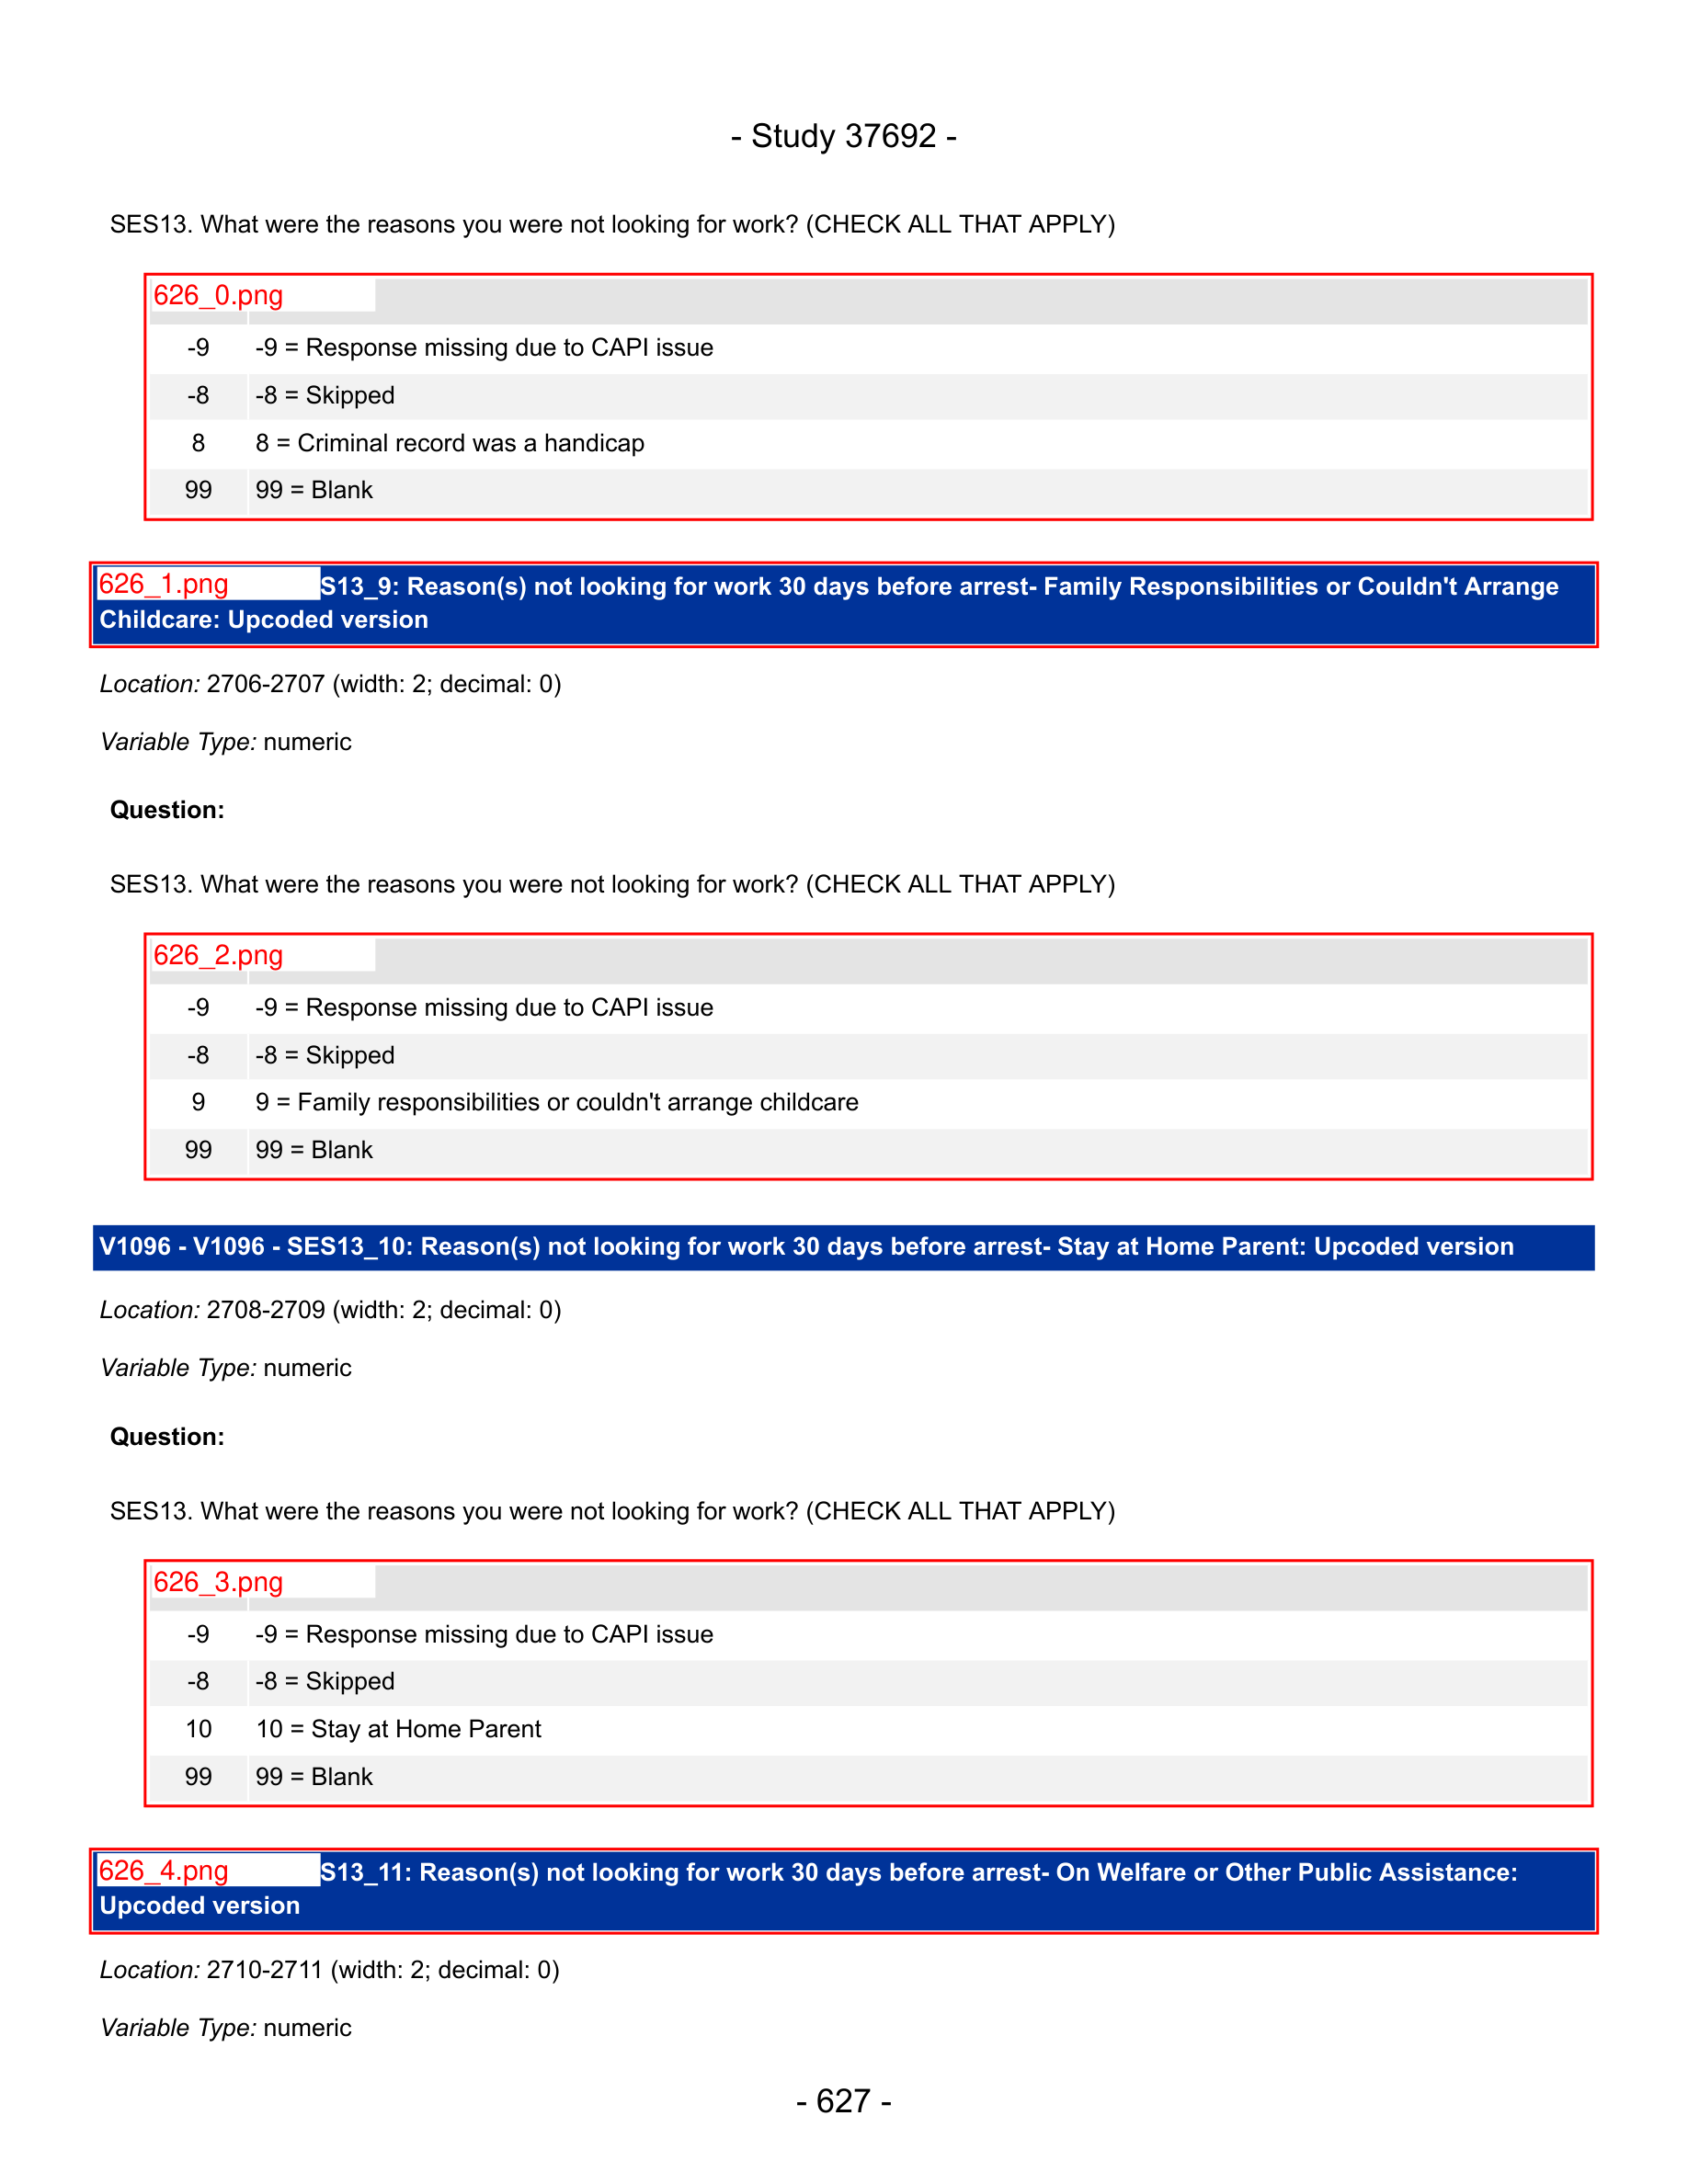 - Study 37692 -
SES13. What were the reasons you were not looking for work? (CHECK ALL THAT APPLY)
626_0.png
-9 -9 = Response missing due to CAPI issue
-8 -8 = Skipped
8 8 = Criminal record was a handicap
99 99 = Blank
626_1.png S13_9: Reason(s) not looking for work 30 days before arrest- Family Responsibilities or Couldn't Arrange
Childcare: Upcoded version
Location: 2706-2707 (width: 2; decimal: 0)
Variable Type: numeric
Question:
SES13. What were the reasons you were not looking for work? (CHECK ALL THAT APPLY)
626_2.png
-9 -9 = Response missing due to CAPI issue
-8 -8 = Skipped
9 9 = Family responsibilities or couldn't arrange childcare
99 99 = Blank
V1096 - V1096 - SES13_10: Reason(s) not looking for work 30 days before arrest- Stay at Home Parent: Upcoded version
Location: 2708-2709 (width: 2; decimal: 0)
Variable Type: numeric
Question:
SES13. What were the reasons you were not looking for work? (CHECK ALL THAT APPLY)
626_3.png
-9 -9 = Response missing due to CAPI issue
-8 -8 = Skipped
10 10 = Stay at Home Parent
99 99 = Blank
626_4.png S13_11: Reason(s) not looking for work 30 days before arrest- On Welfare or Other Public Assistance:
Upcoded version
Location: 2710-2711 (width: 2; decimal: 0)
Variable Type: numeric
- 627 -